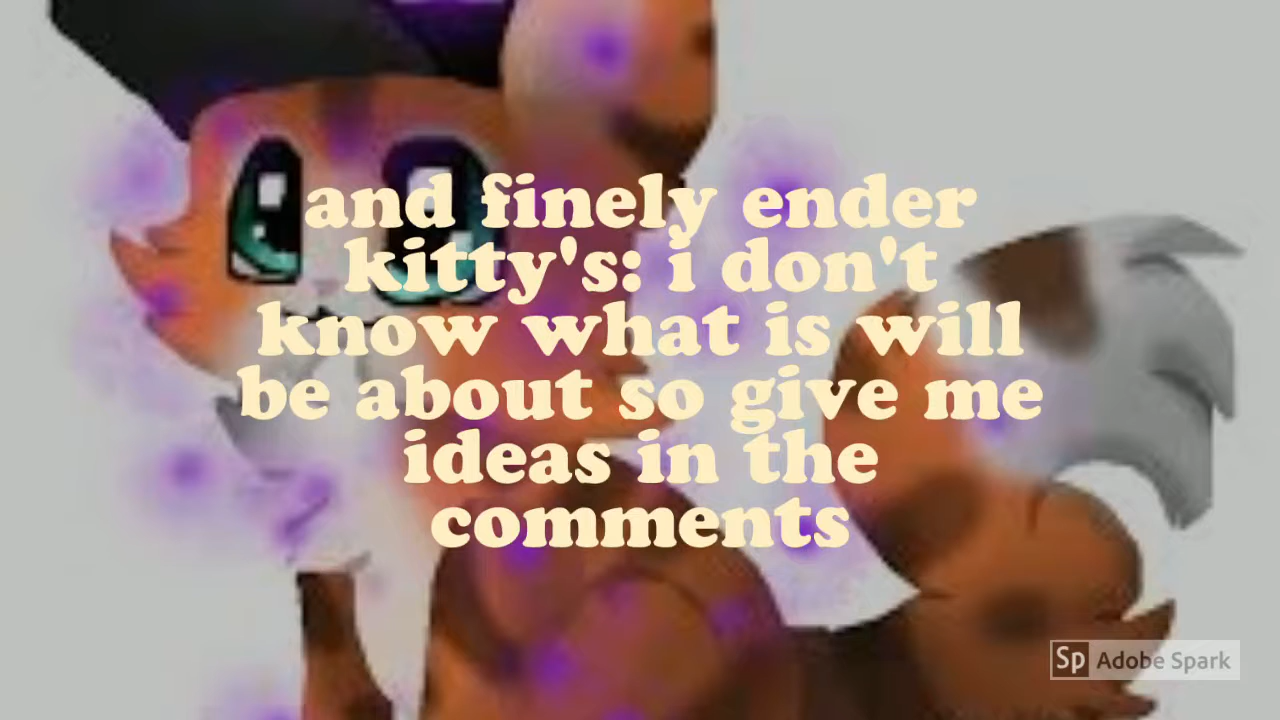 and finely ender
kitty's: i don't
know what is will
be about so give me
ideas in the
comments
Sp Adobe Spark